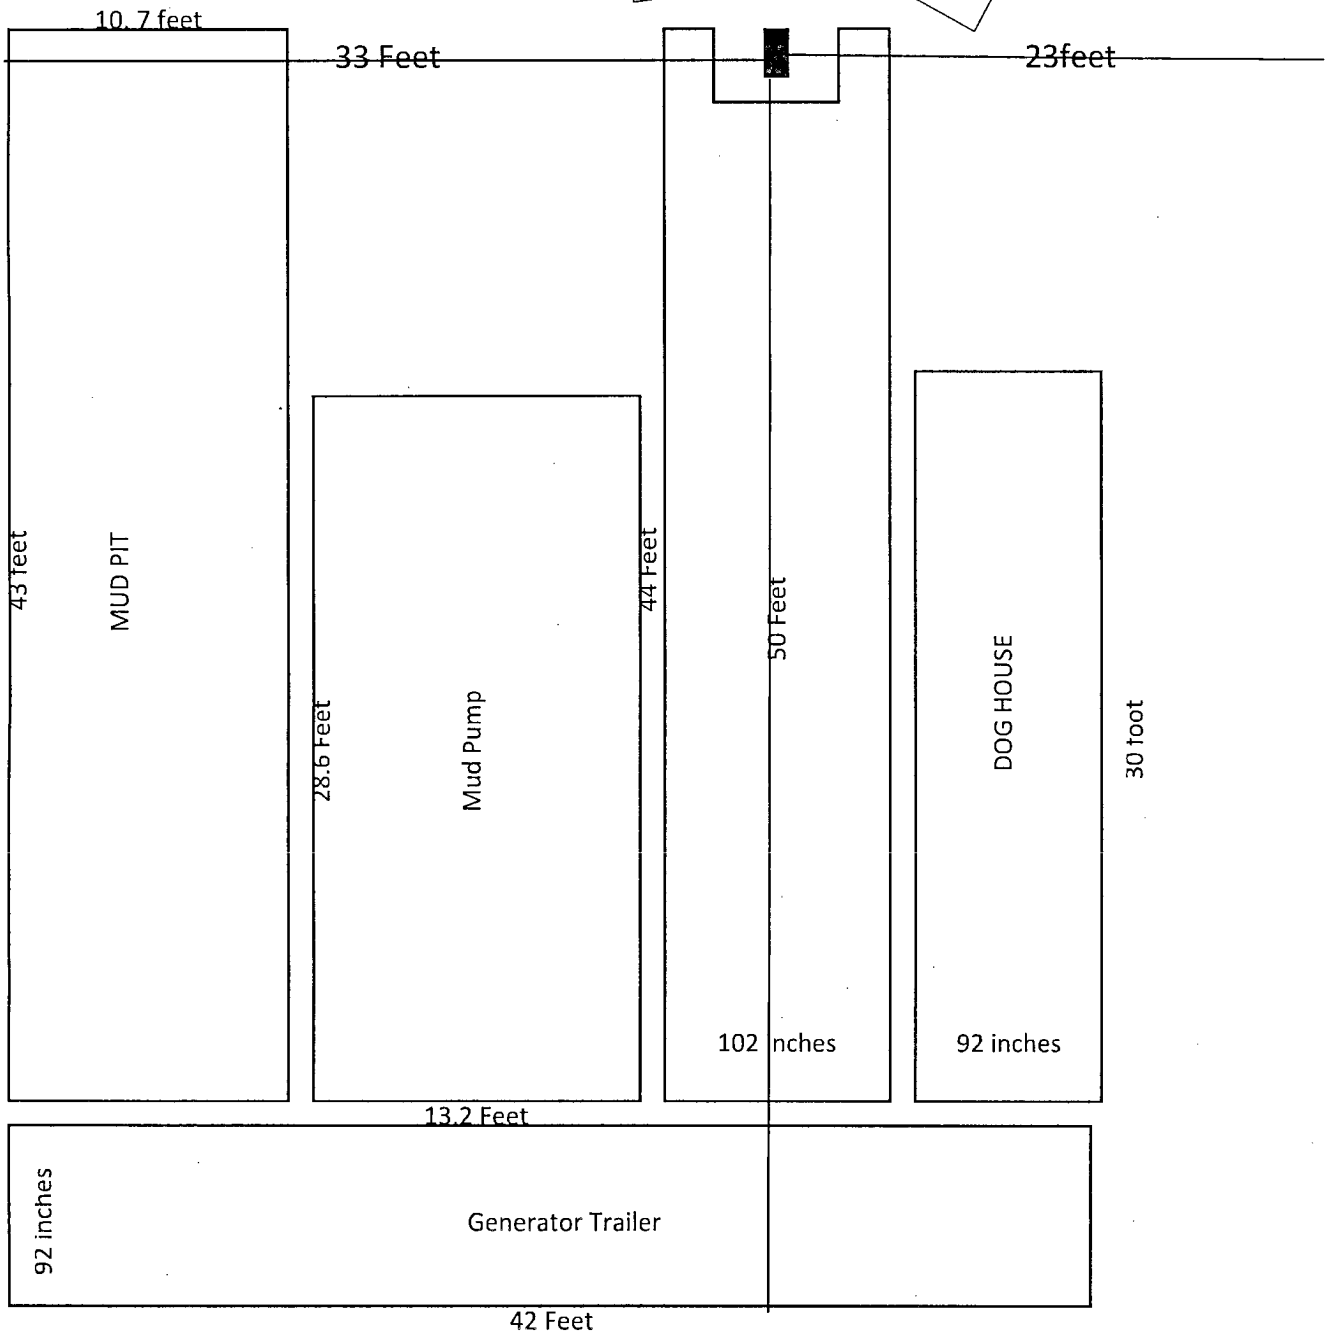 10. 7 feet
33 Feet
23feet
43 feet
MUD PIT
28.6 Feet
Mud Pump
44 Feet
50 Feet
DOG HOUSE
30 foot
102 inches
92 inches
13.2 Feet
92 inches
Generator Trailer
42 Feet